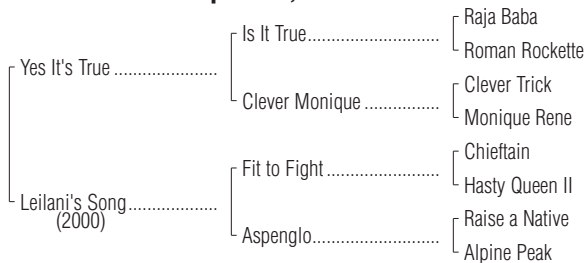 Raja Baba
Is It True
Roman Rockette
Yes It's True
Clever Trick
Clever Monique
Monique Rene
Chieftain
Fit to Fight
Hasty Queen II
Leilani's Song
(2000)
Raise a Native
Aspenglo
Alpine Peak